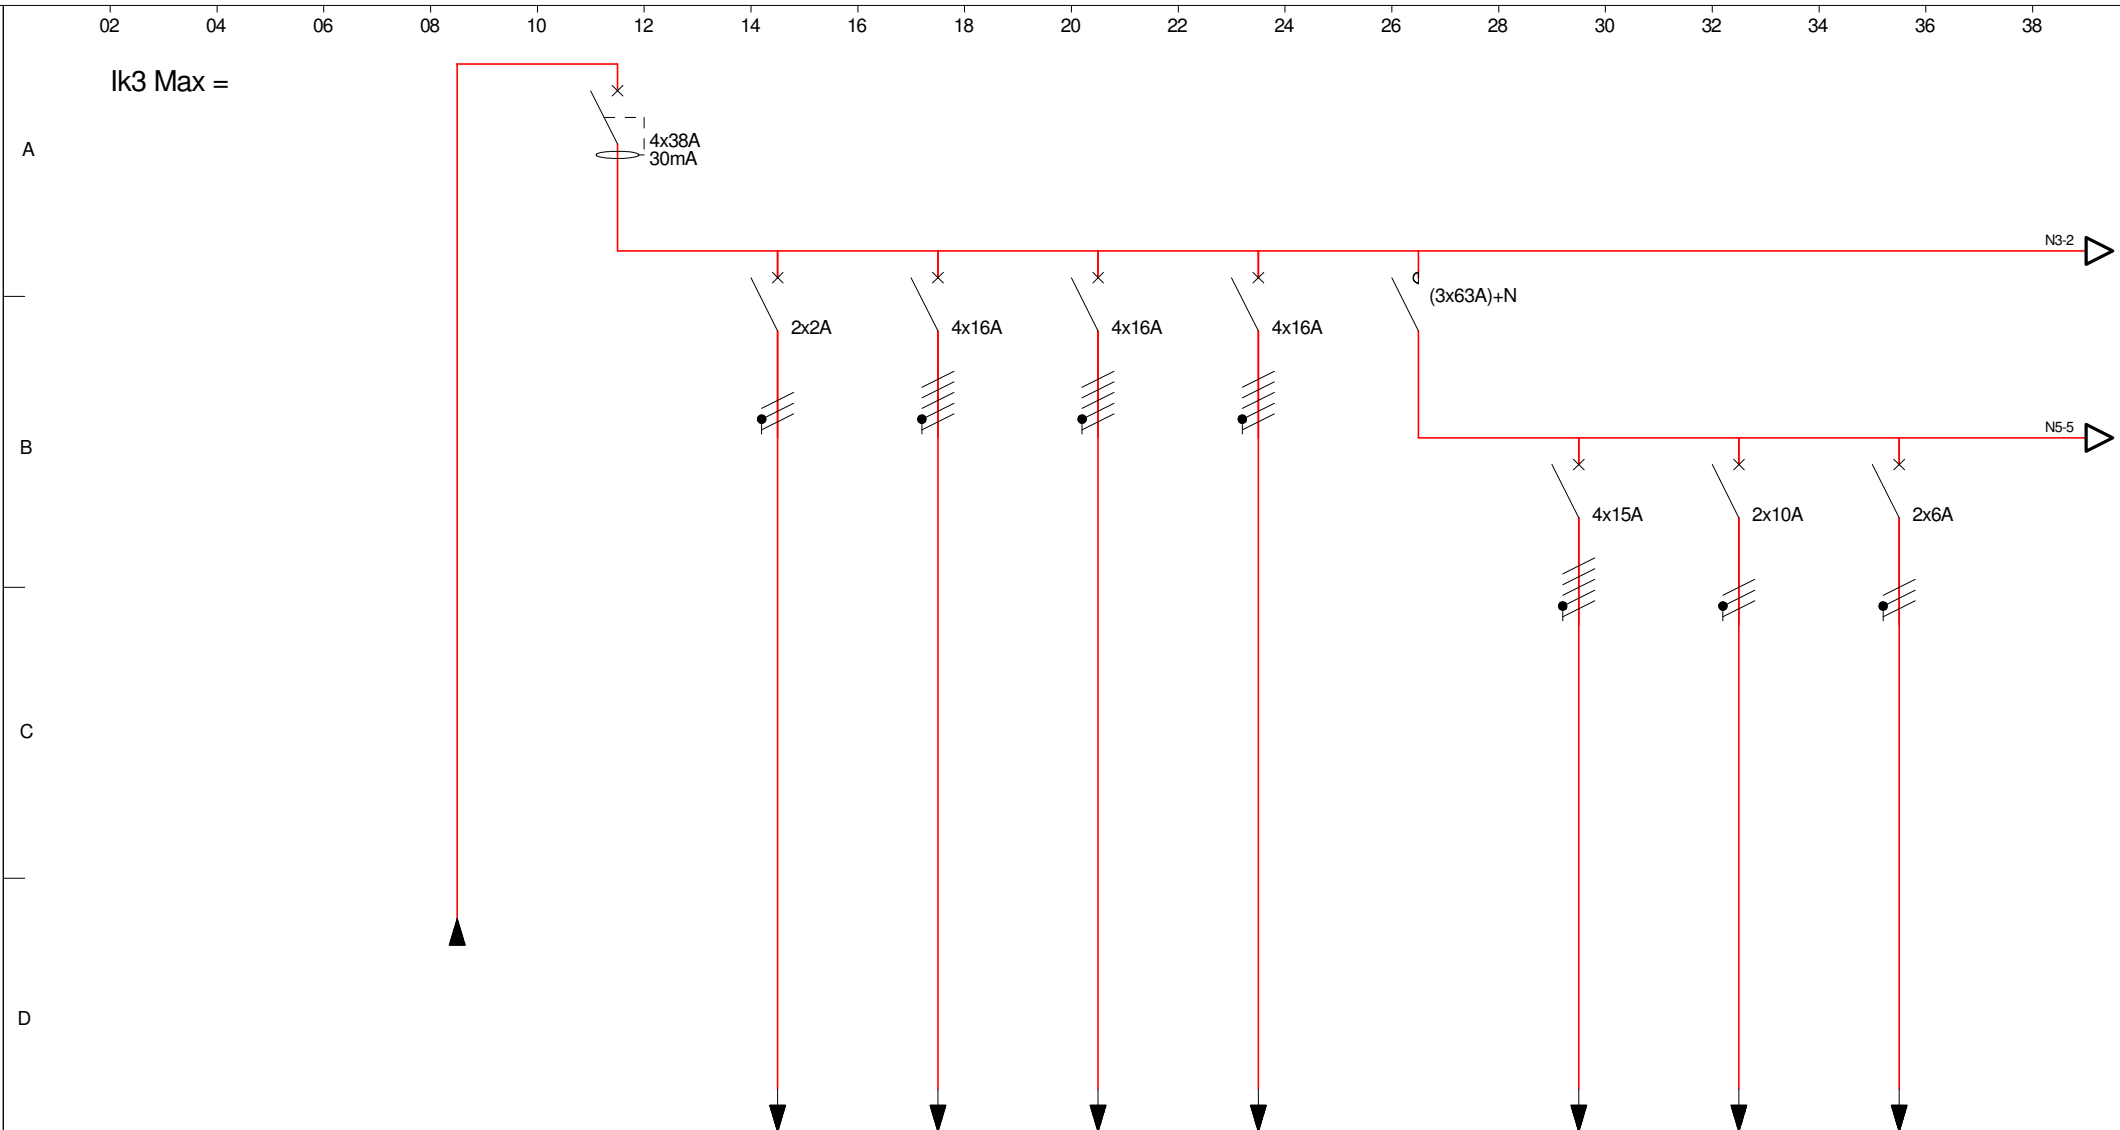 02 04 06 08 10 12 14 16 18 20 22 24 26 28 30 32 34 36 38
Ik3 Max =
A
4x38A
30mA
N3-2
(3x63A)+N
2x2A 4x16A 4x16A 4x16A
N5-5
B
4x15A 2x10A 2x6A
C
D